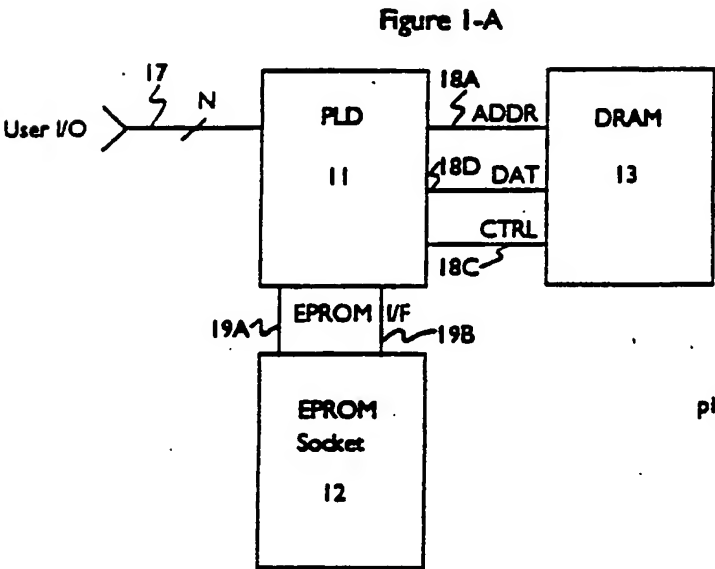 Figure 1-A
17
N
User I/O
PLD
11
18A
ADDR
18D
DAT
CTRL
18C
DRAM
13
19A
EPROM I/F
19B
EPROM
Socket
12
pi